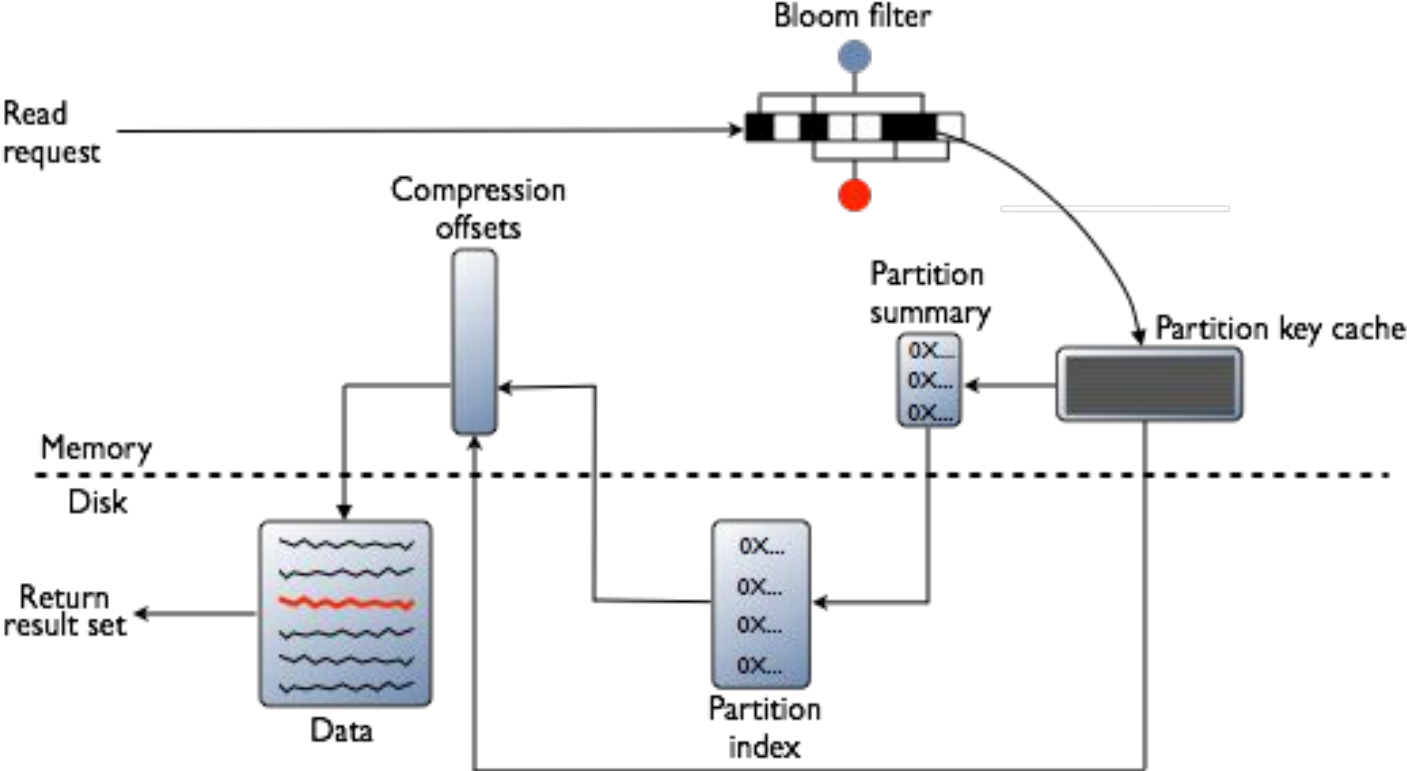 Bloom filter
Read
request
Compression
offsets
Partition
summary
Partition key cache
0X...
0X...
0X...
Memory
Disk
0X...
0X...
0X...
0X...
Return
result set
Data
Partition
index